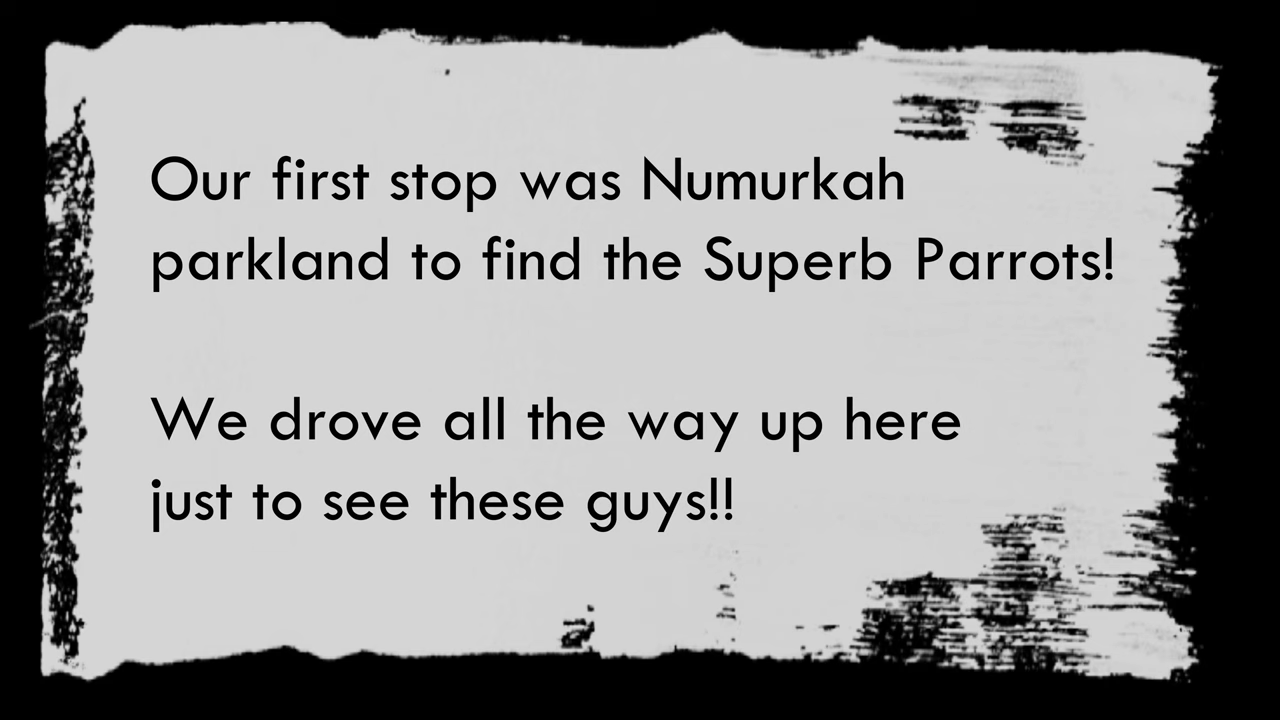 Our first stop was Numurkah
parkland to find the Superb Parrots!
We drove all the way up here
just to see these guys!!